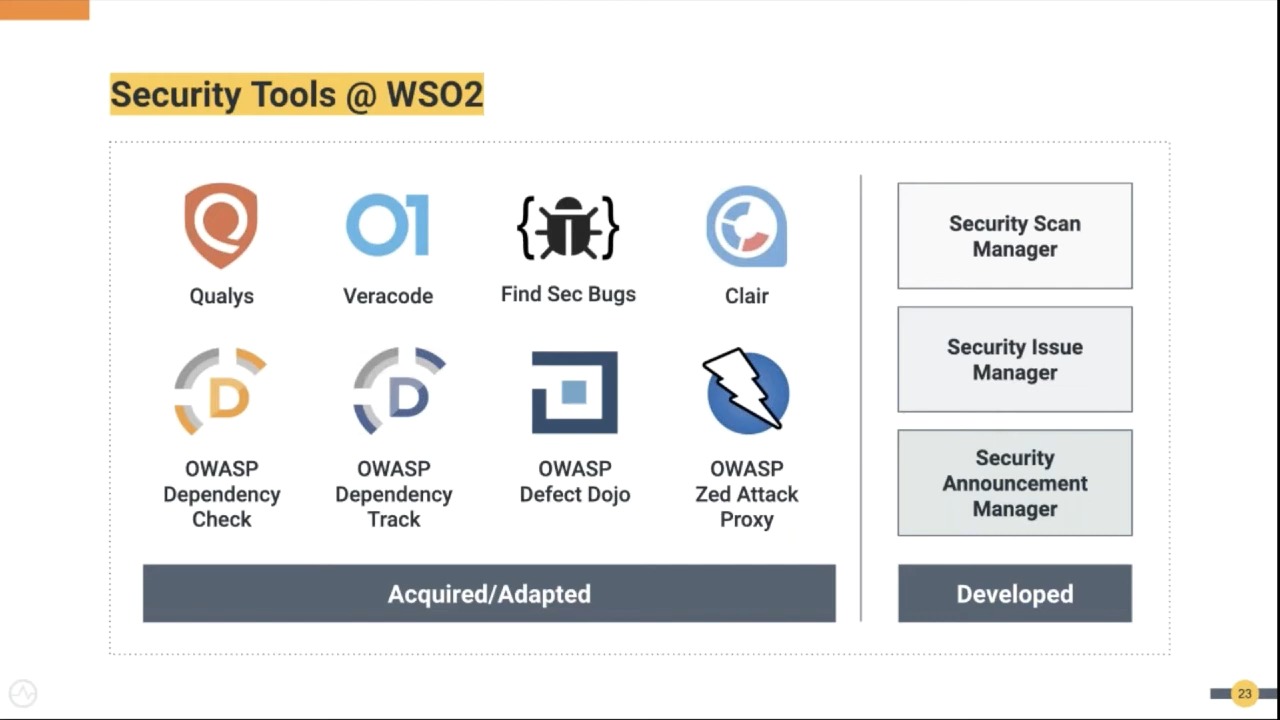 Security Tools @ WSO2
Qualys
Veracode
Find Sec Bugs
Clair
OWASP
Dependency
Check
OWASP
Dependency
Track
OWASP
Defect Dojo
OWASP
Zed Attack
Proxy
Acquired/Adapted
Security Scan
Manager
Security Issue
Manager
Security
Announcement
Manager
Developed
23